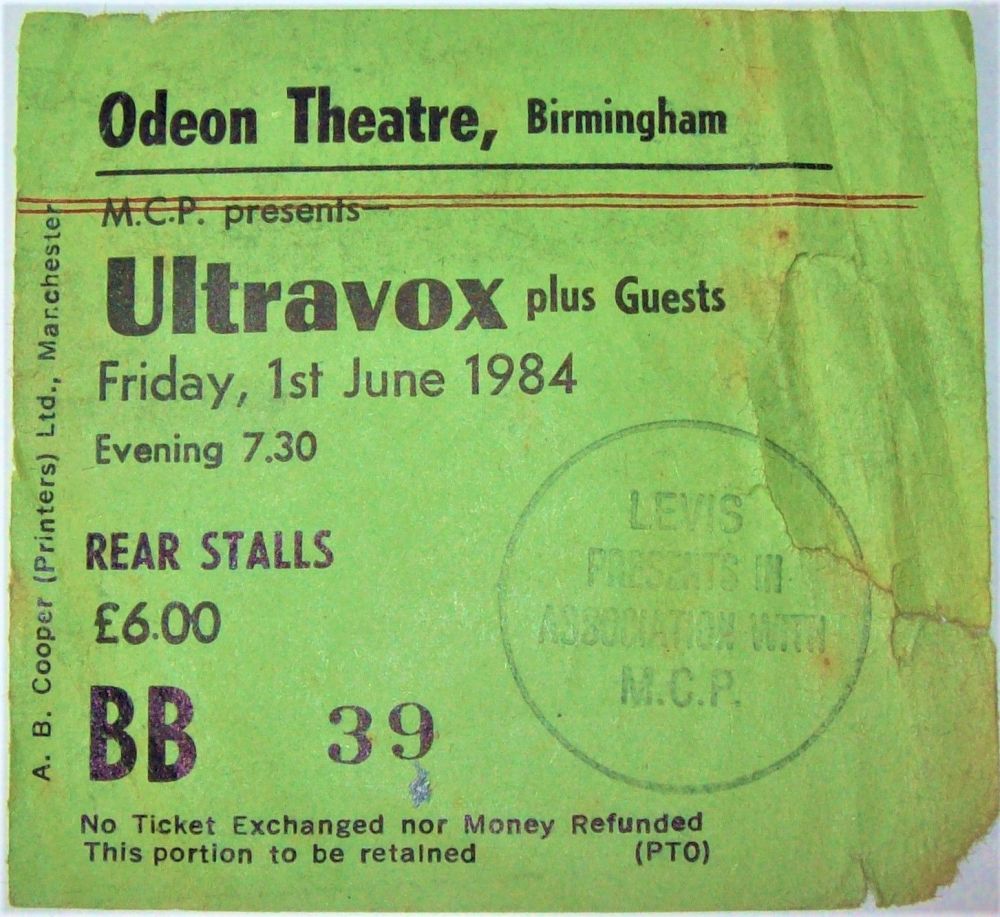 Odeon Theatre, Birmingham
M.C.P. presents—
Ultravox plus Guests
Friday, 1st June 1984
Evening 7.30
REAR STALLS
£6.00
BB 39
No Ticket Exchanged nor Money Refunded
This portion to be retained (PTO)
A. B. Cooper (Printers) Ltd., Manchester
LEVIS
PRESENTS IN
ASSOCIATION WITH
M.C.P.